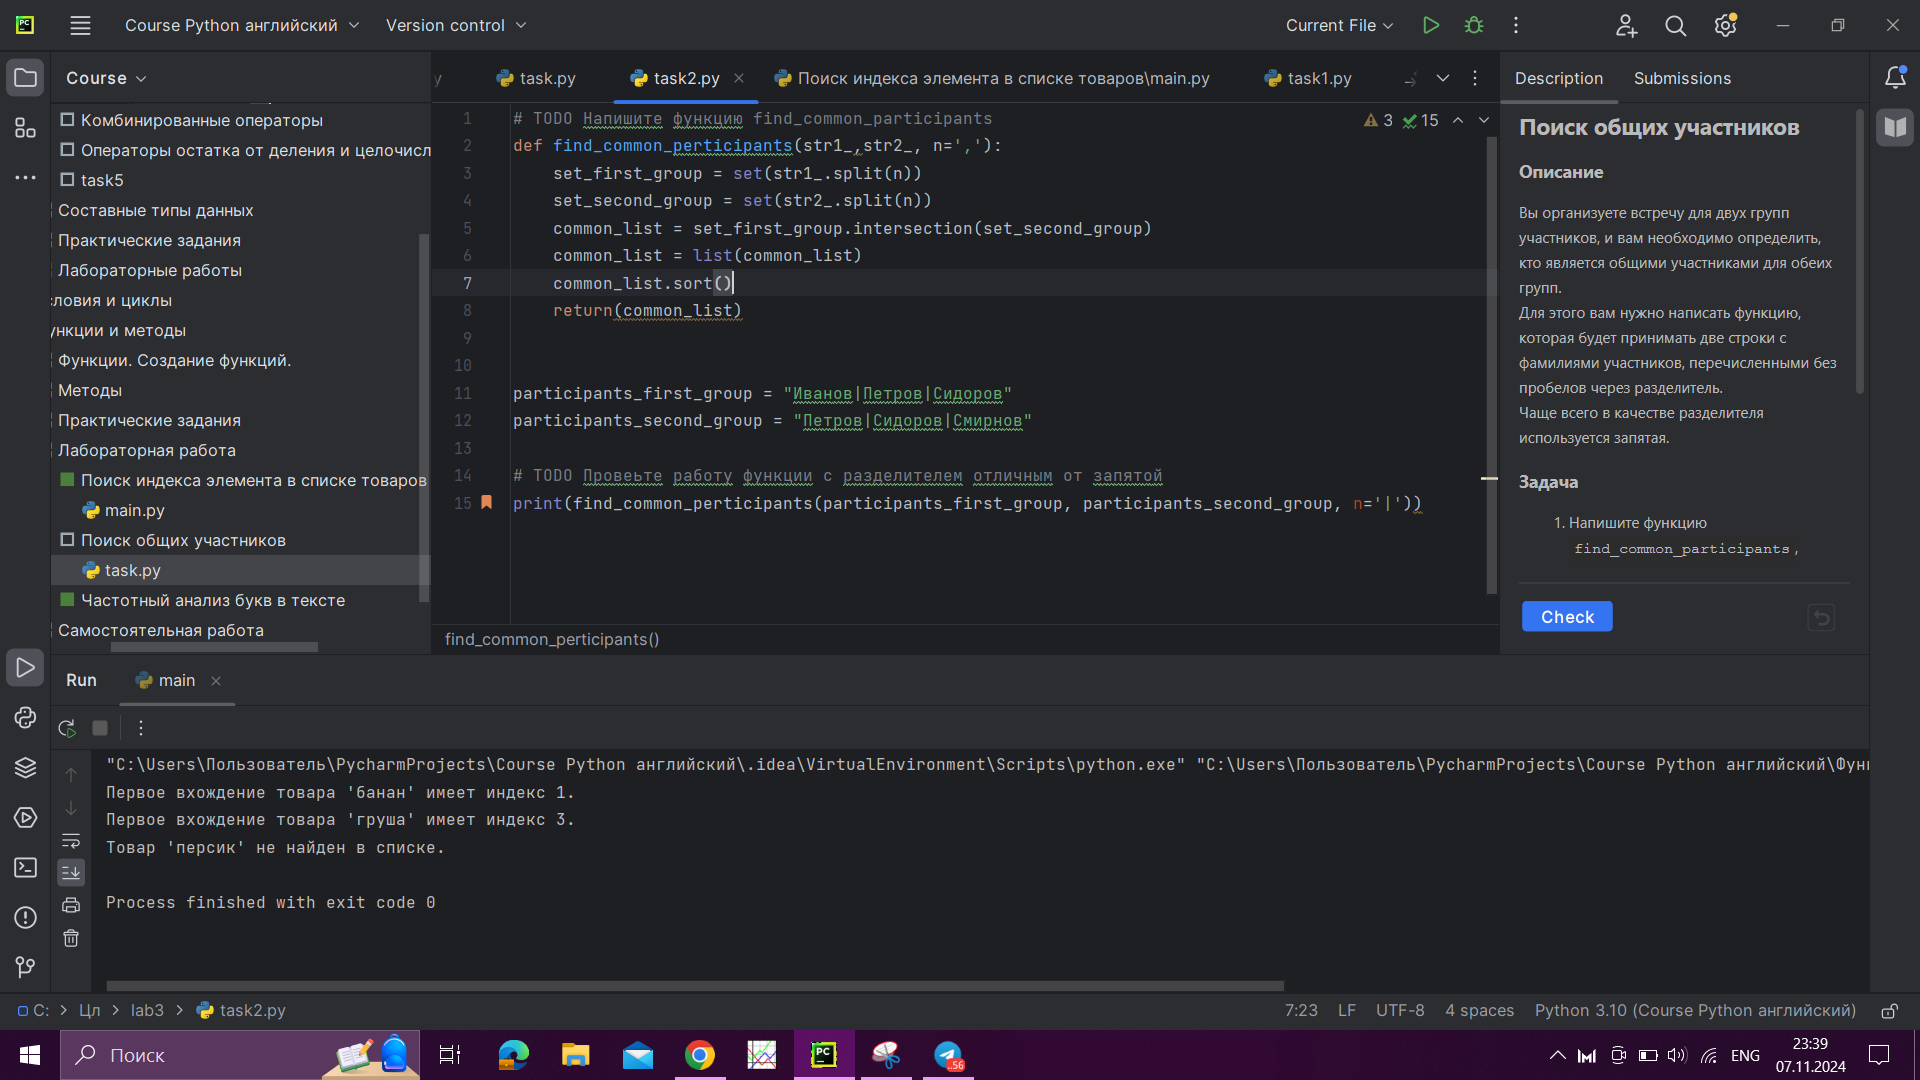 Course Python английский
Version control
Current File
Course
task.py
task2.py
Поиск индекса элемента в списке товаров\main.py
task1.py
Description
Submissions
Комбинированные операторы
Операторы остатка от деления и целочисл
task5
Составные типы данных
Практические задания
Лабораторные работы
словия и циклы
ункции и методы
Функции. Создание функций.
Методы
Практические задания
Лабораторная работа
Поиск индекса элемента в списке товаров
main.py
Поиск общих участников
task.py
Частотный анализ букв в тексте
Самостоятельная работа
3 15
1 # TODO Напишите функцию find_common_participants
2 def find_common_perticipants(str1_,str2_, n=','):
3 set_first_group = set(str1_.split(n))
4 set_second_group = set(str2_.split(n))
5 common_list = set_first_group.intersection(set_second_group)
6 common_list = list(common_list)
7 common_list.sort()
8 return(common_list)
9
10
11 participants_first_group = "Иванов|Петров|Сидоров"
12 participants_second_group = "Петров|Сидоров|Смирнов"
13
14 # TODO Провеьте работу функции с разделителем отличным от запятой
15 print(find_common_perticipants(participants_first_group, participants_second_group, n='|'))
find_common_perticipants()
Поиск общих участников
Описание
Вы организуете встречу для двух групп
участников, и вам необходимо определить,
кто является общими участниками для обеих
групп.
Для этого вам нужно написать функцию,
которая будет принимать две строки с
фамилиями участников, перечисленными без
пробелов через разделитель.
Чаще всего в качестве разделителя
используется запятая.
Задача
1. Напишите функцию
find_common_participants,
Check
Run
main
"C:\Users\Пользователь\PycharmProjects\Course Python английский\.idea\VirtualEnvironment\Scripts\python.exe" "C:\Users\Пользователь\PycharmProjects\Course Python английский\Фун
Первое вхождение товара 'банан' имеет индекс 1.
Первое вхождение товара 'груша' имеет индекс 3.
Товар 'персик' не найден в списке.
Process finished with exit code 0
C: > Цл > lab3 > task2.py
7:23 LF UTF-8 4 spaces Python 3.10 (Course Python английский)
Поиск
PC
56
ENG
23:39
07.11.2024